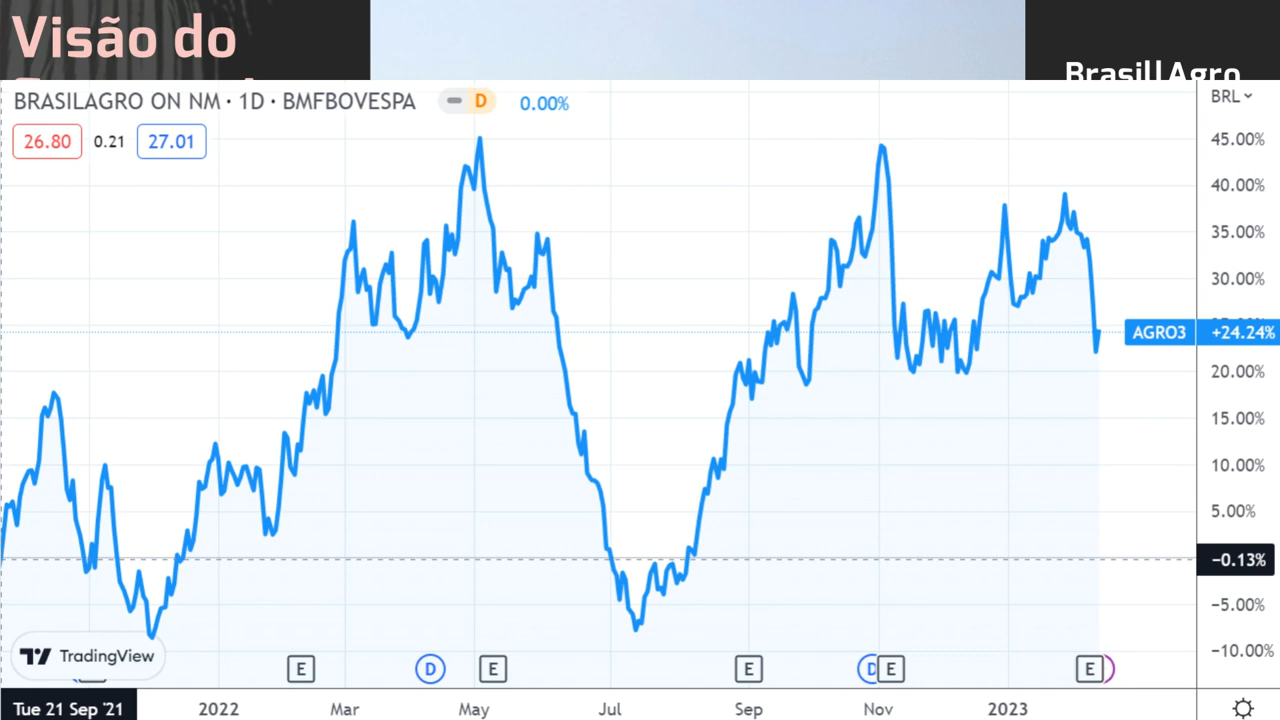 Visão do
BrasilAgro
BRASILAGRO ON NM · 1D · BMFBOVESPA
D
0.00%
BRL
26.80
0.21
27.01
45.00%
40.00%
35.00%
30.00%
AGRO3
+24.24%
20.00%
15.00%
10.00%
5.00%
−0.13%
−5.00%
−10.00%
TradingView
E
D
E
E
D
E
E
Tue 21 Sep '21
2022
Mar
May
Jul
Sep
Nov
2023